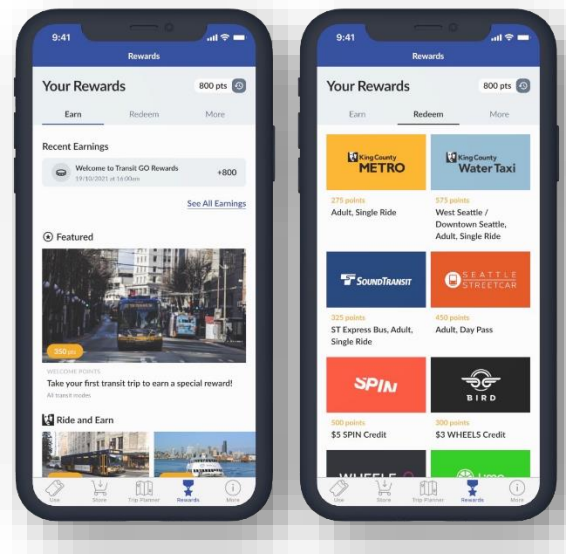 9:41
Rewards
Your Rewards
800 pts
Earn Redeem More
Recent Earnings
Welcome to Transit GO Rewards
19/10/2021 at 16:00am
+800
See All Earnings
Featured
350 pts
WELCOME POINTS
Take your first transit trip to earn a special reward!
All transit modes
Ride and Earn
Use Store Trip Planner Rewards More
9:41
Rewards
Your Rewards
800 pts
Earn Redeem More
King County
METRO
275 points
Adult, Single Ride
King County
Water Taxi
575 points
West Seattle /
Downtown Seattle,
Adult, Single Ride
SOUNDTRANSIT
325 points
ST Express Bus, Adult,
Single Ride
SEATTLE
STREETCAR
450 points
Adult, Day Pass
SPIN
500 points
$5 SPIN Credit
BIRD
300 points
$3 WHEELS Credit
WHEELS
Lime
Use Store Trip Planner Rewards More